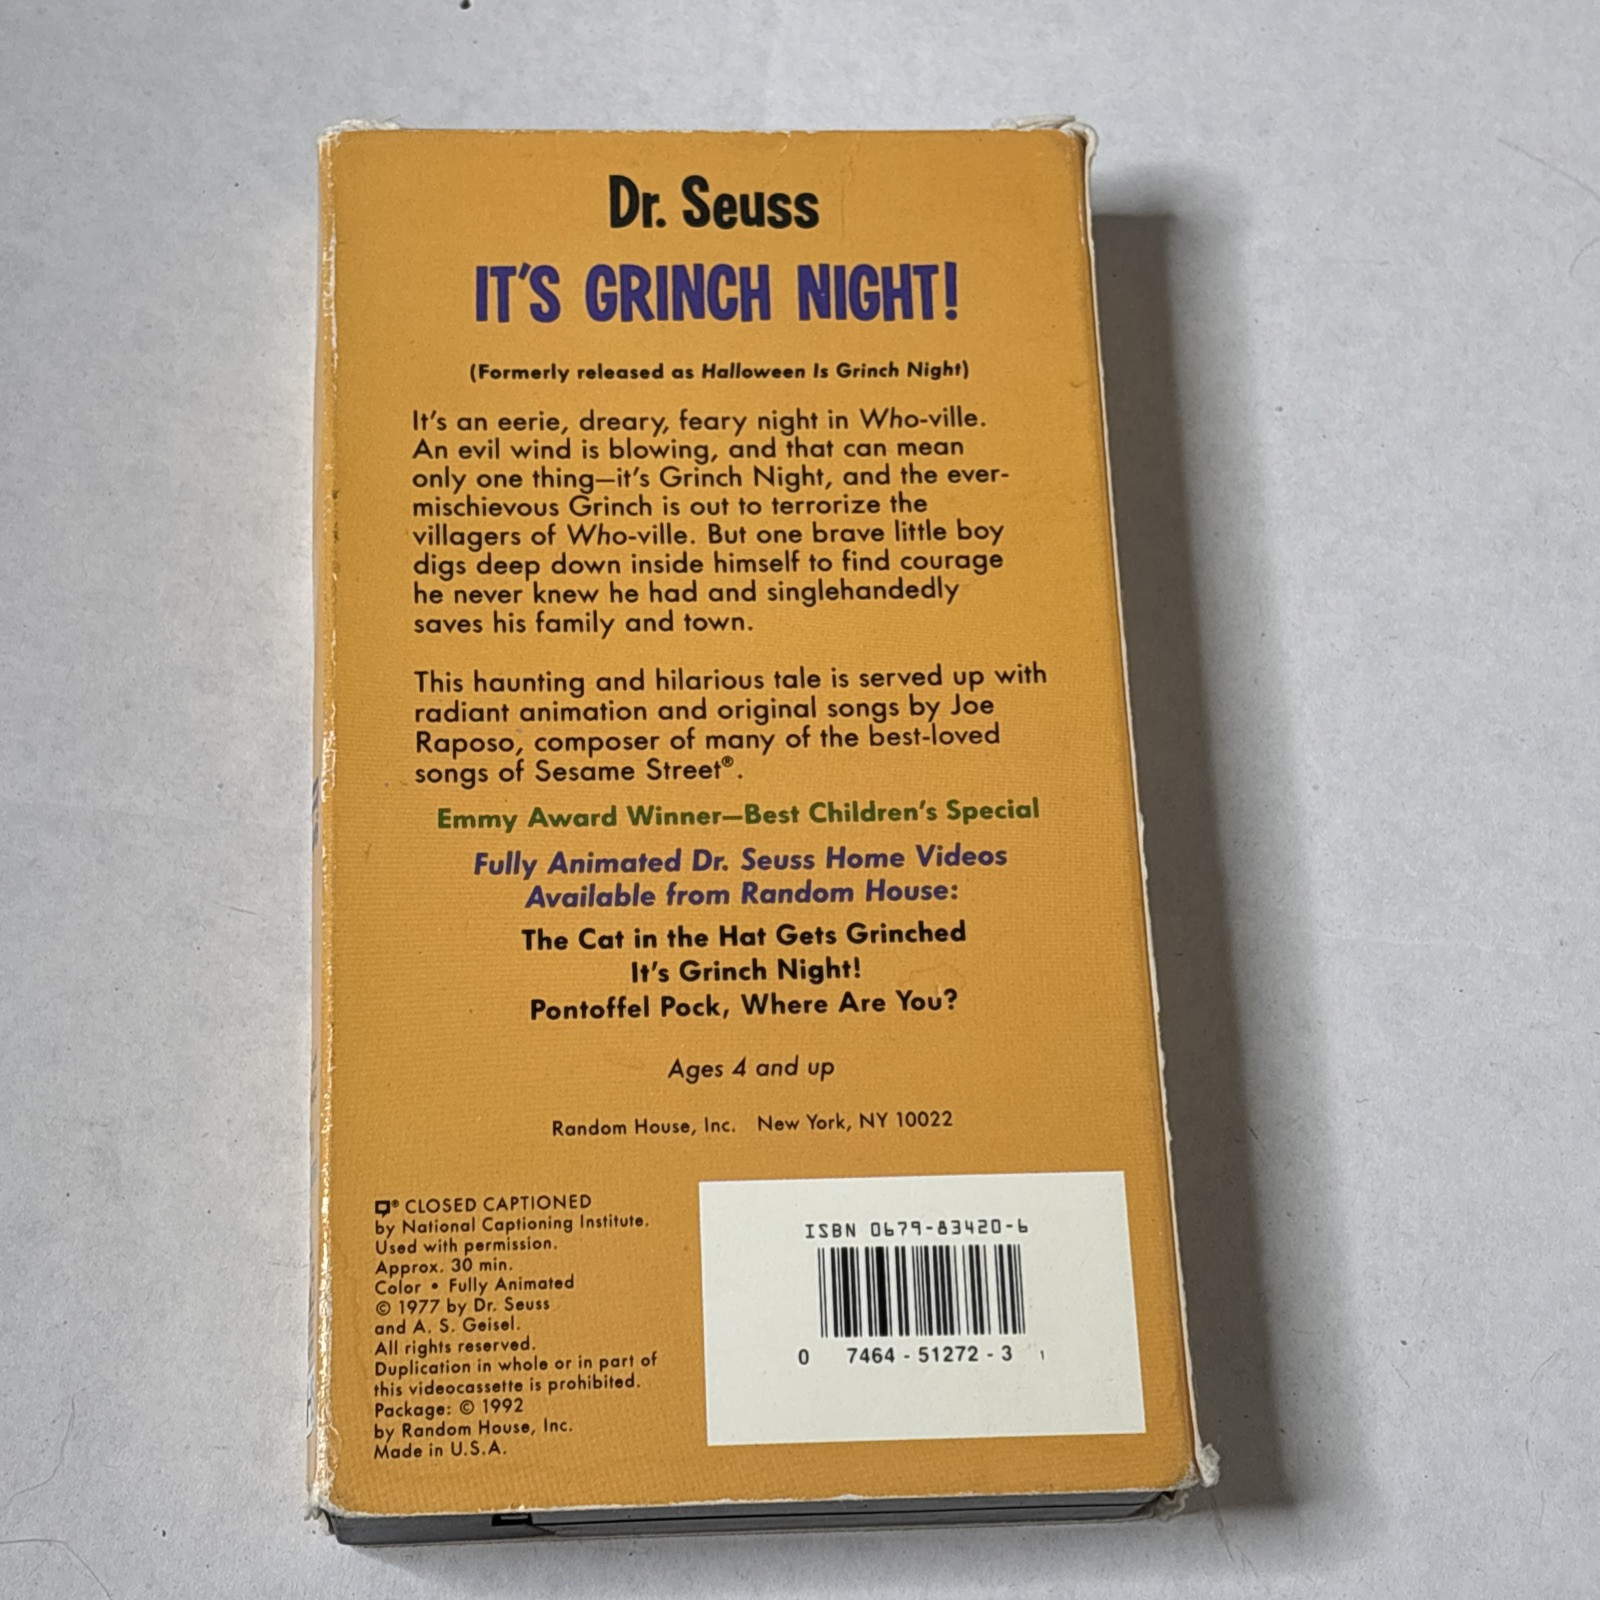 Dr. Seuss
IT'S GRINCH NIGHT!
(Formerly released as Halloween Is Grinch Night)
It's an eerie, dreary, feary night in Who-ville.
An evil wind is blowing, and that can mean
only one thing—it's Grinch Night, and the ever-
mischievous Grinch is out to terrorize the
villagers of Who-ville. But one brave little boy
digs deep down inside himself to find courage
he never knew he had and singlehandedly
saves his family and town.
This haunting and hilarious tale is served up with
radiant animation and original songs by Joe
Raposo, composer of many of the best-loved
songs of Sesame Street®.
Emmy Award Winner—Best Children's Special
Fully Animated Dr. Seuss Home Videos
Available from Random House:
The Cat in the Hat Gets Grinched
It's Grinch Night!
Pontoffel Pock, Where Are You?
Ages 4 and up
Random House, Inc. New York, NY 10022
® CLOSED CAPTIONED
by National Captioning Institute.
Used with permission.
Approx. 30 min.
Color • Fully Animated
© 1977 by Dr. Seuss
and A. S. Geisel.
All rights reserved.
Duplication in whole or in part of
this videocassette is prohibited.
Package: © 1992
by Random House, Inc.
Made in U.S.A.
ISBN 0679-83420-6
0 7464-51272-3 1